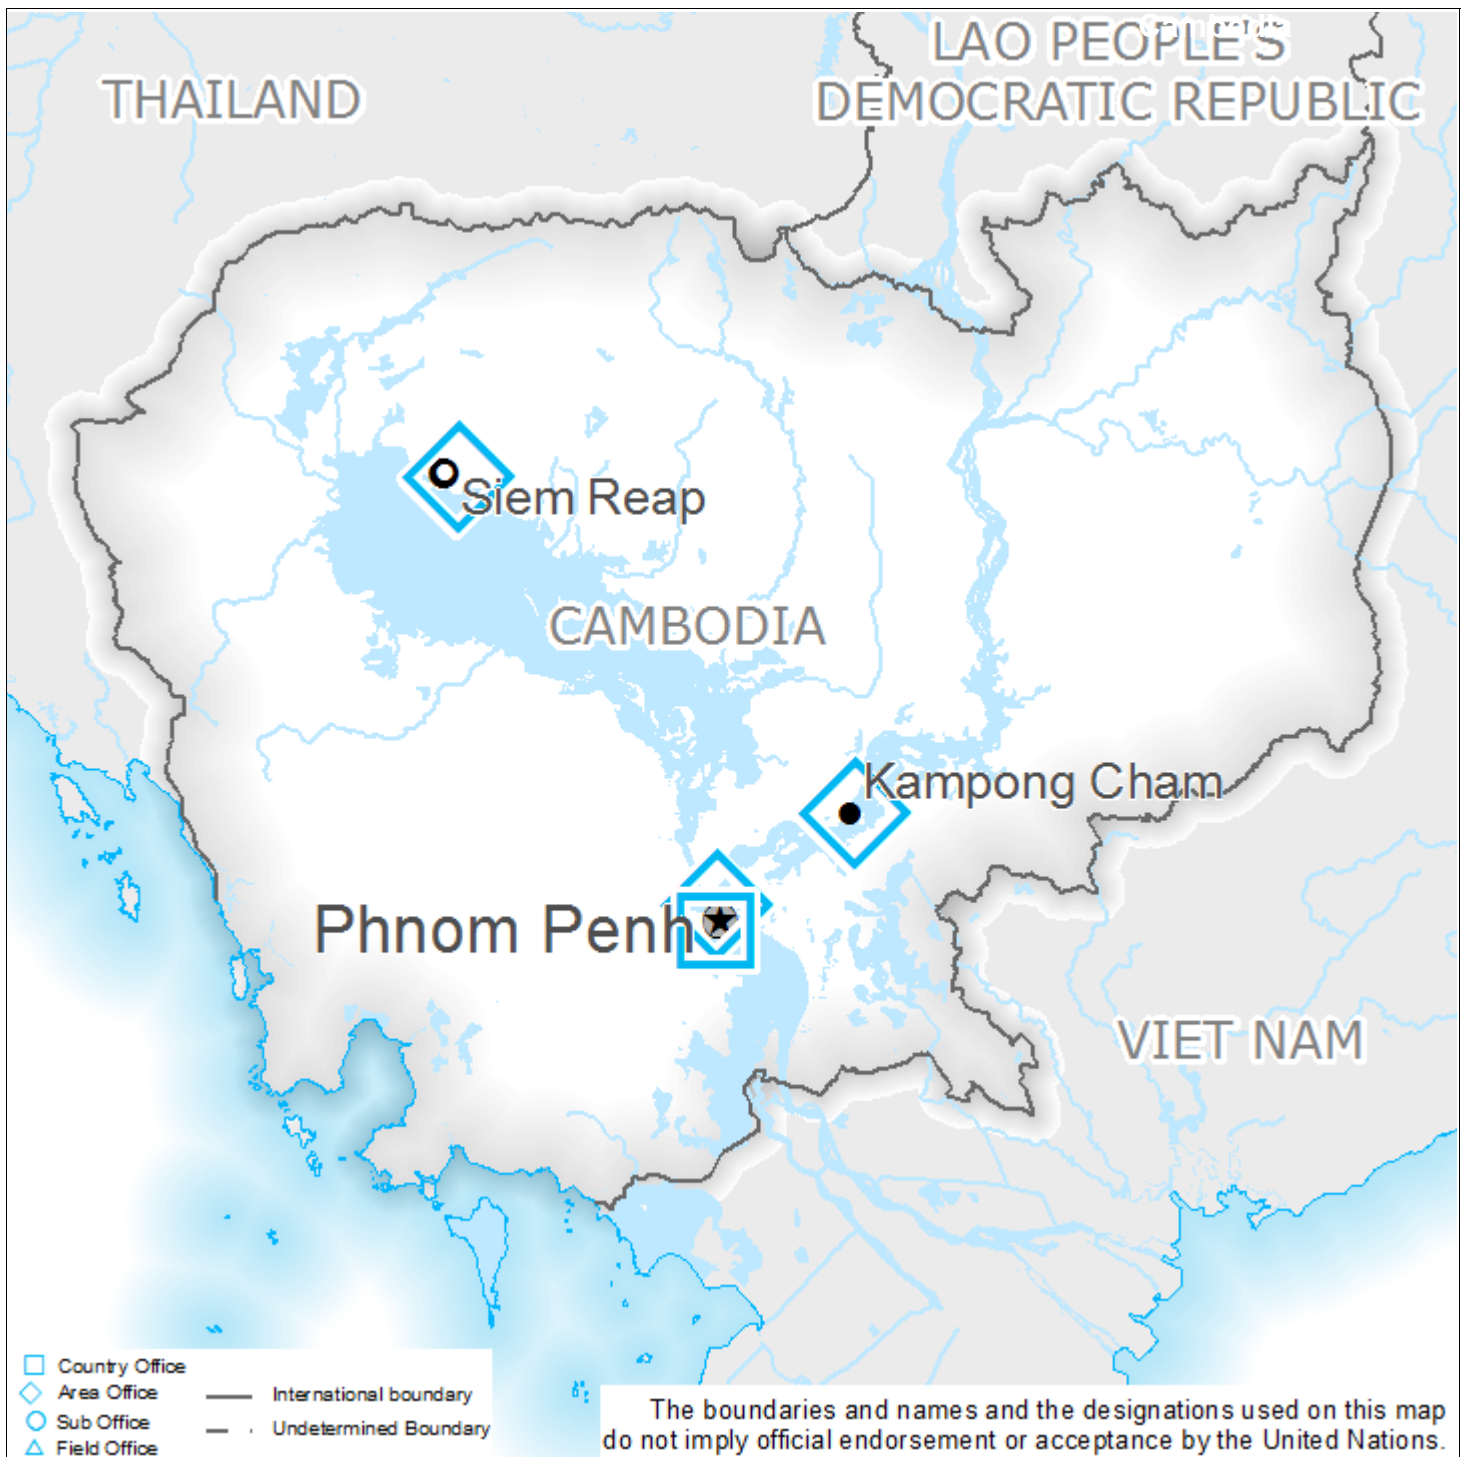 Cambodia
LAO PEOPLE'S
DEMOCRATIC REPUBLIC
THAILAND
Siem Reap
CAMBODIA
Kampong Cham
Phnom Penh
VIET NAM
Country Office
Area Office
Sub Office
Field Office
International boundary
Undetermined Boundary
The boundaries and names and the designations used on this map
do not imply official endorsement or acceptance by the United Nations.